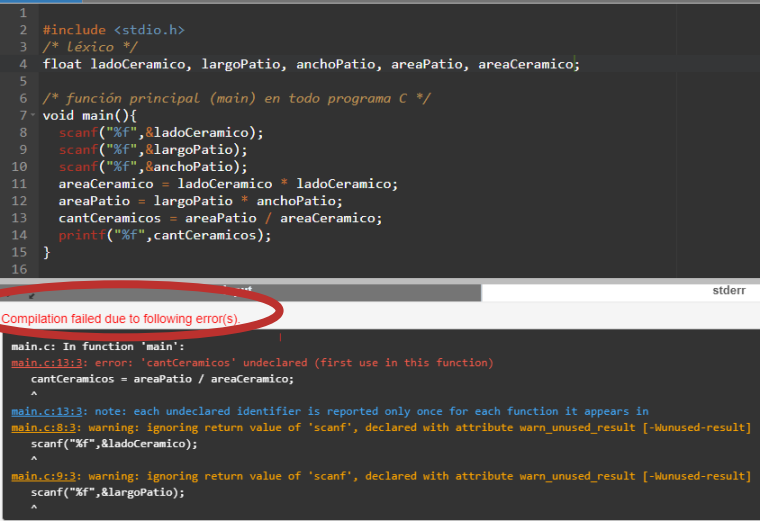 1
2 #include <stdio.h>
3 /* léxico */
4 float ladoCeramico, largoPatio, anchoPatio, areaPatio, areaCeramico;
5
6 /* función principal (main) en todo programa C */
7 void main(){
8 scanf("%f",&ladoCeramico);
9 scanf("%f",&largoPatio);
10 scanf("%f",&anchoPatio);
11 areaCeramico = ladoCeramico * ladoCeramico;
12 areaPatio = largoPatio * anchoPatio;
13 cantCeramicos = areaPatio / areaCeramico;
14 printf("%f",cantCeramicos);
15 }
16
stderr
Compilation failed due to following error(s).
main.c: In function 'main':
main.c:13:3: error: 'cantCeramicos' undeclared (first use in this function)
cantCeramicos = areaPatio / areaCeramico;
^
main.c:13:3: note: each undeclared identifier is reported only once for each function it appears in
main.c:8:3: warning: ignoring return value of 'scanf', declared with attribute warn_unused_result [-Wunused-result]
scanf("%f",&ladoCeramico);
^
main.c:9:3: warning: ignoring return value of 'scanf', declared with attribute warn_unused_result [-Wunused-result]
scanf("%f",&largoPatio);
^